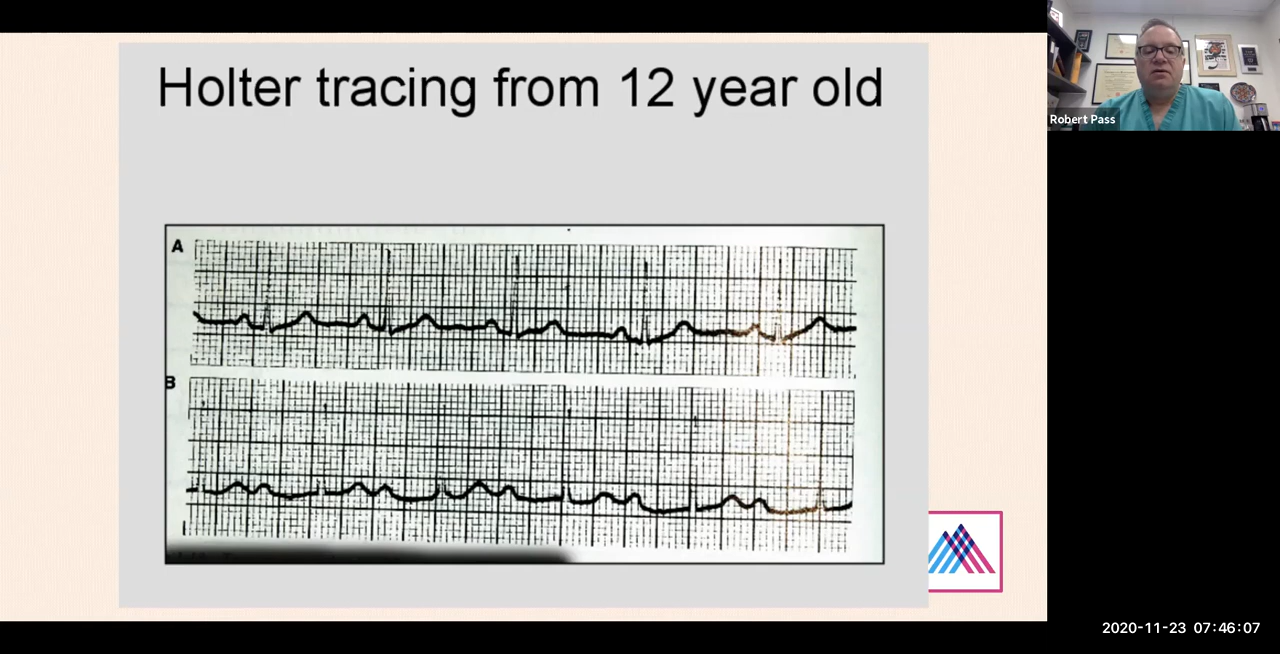 Holter tracing from 12 year old
A
B
Robert Pass
2020-11-23 07:46:07